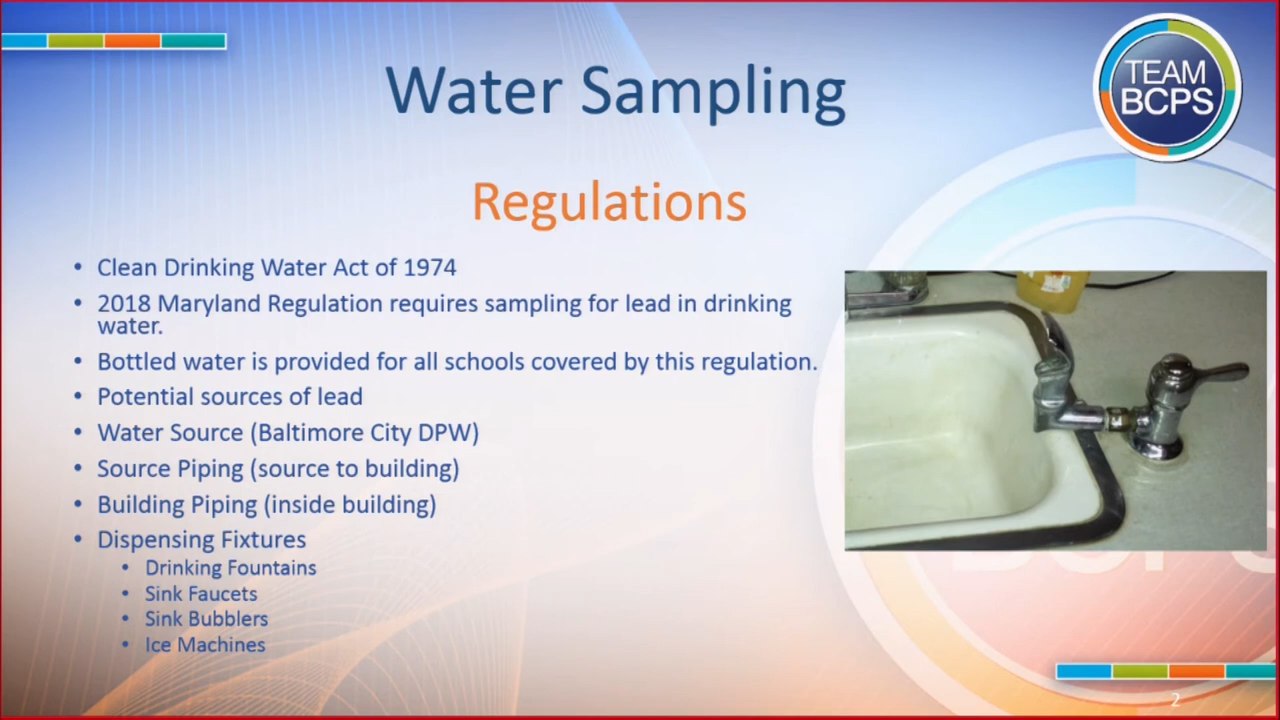 TEAM
BCPS
Water Sampling
Regulations
• Clean Drinking Water Act of 1974
• 2018 Maryland Regulation requires sampling for lead in drinking
water.
• Bottled water is provided for all schools covered by this regulation.
• Potential sources of lead
• Water Source (Baltimore City DPW)
• Source Piping (source to building)
• Building Piping (inside building)
• Dispensing Fixtures
• Drinking Fountains
• Sink Faucets
• Sink Bubblers
• Ice Machines
2